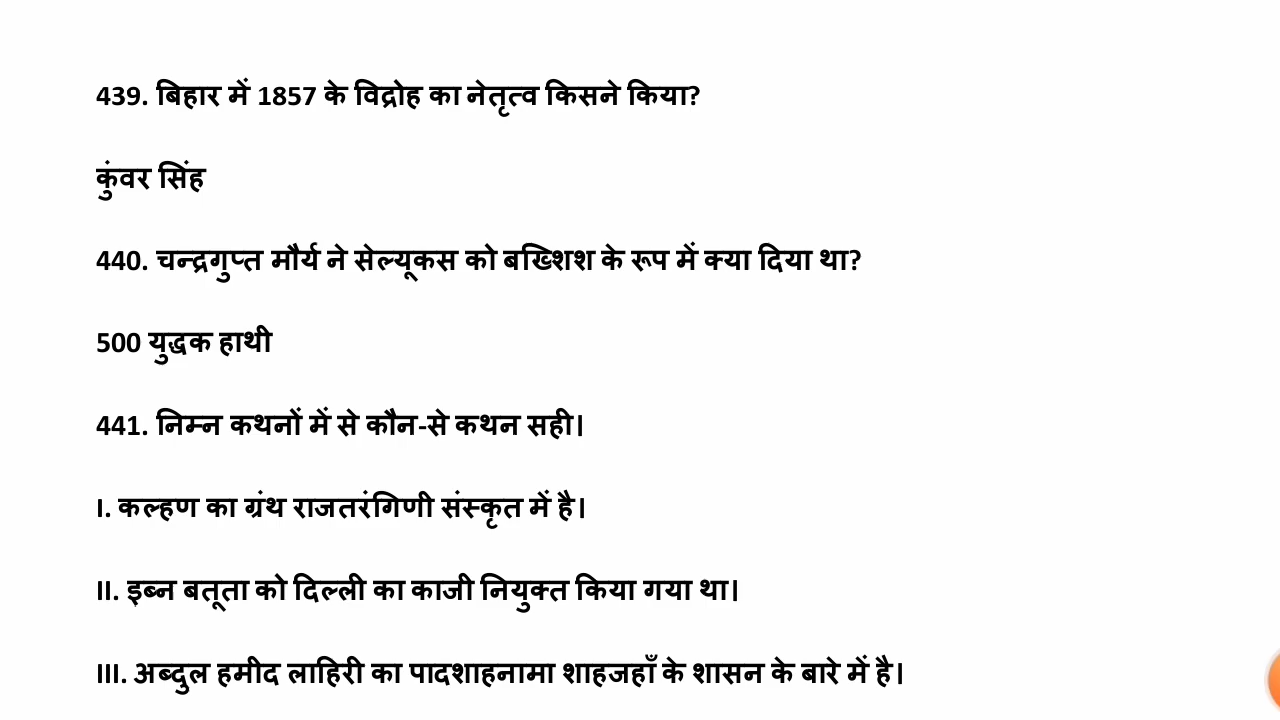 439. बिहार में 1857 के विद्रोह का नेतृत्व किसने किया?
कुंवर सिंह
440. चन्द्रगुप्त मौर्य ने सेल्यूकस को बख्शिश के रूप में क्या दिया था?
500 युद्धक हाथी
441. निम्न कथनों में से कौन-से कथन सही।
I. कल्हण का ग्रंथ राजतरंगिणी संस्कृत में है।
II. इब्न बतूता को दिल्ली का काजी नियुक्त किया गया था।
III. अब्दुल हमीद लाहिरी का पादशाहनामा शाहजहाँ के शासन के बारे में है।